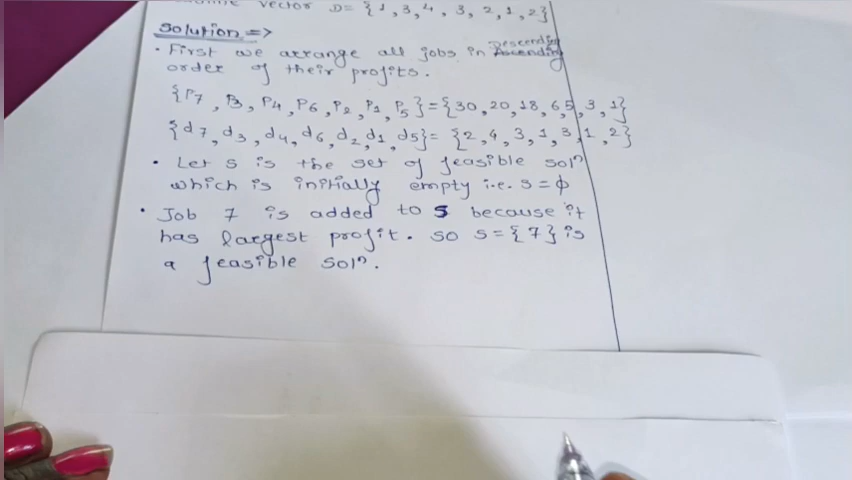 vector D= {1, 3, 4, 3, 2, 1, 2}
Solution =>
• First we arrange all jobs in Descending Ascending
order of their profits.
{P7, P3, P4, P6, P2, P1, P5} = {30, 20, 18, 6, 5, 3, 1}
{d7, d3, d4, d6, d2, d1, d5} = {2, 4, 3, 1, 3, 1, 2}
• Let S is the set of feasible solⁿ
which is initially empty i.e. s = ϕ
• Job 7 is added to S because it
has largest profit. so s = {7} is
a feasible solⁿ.